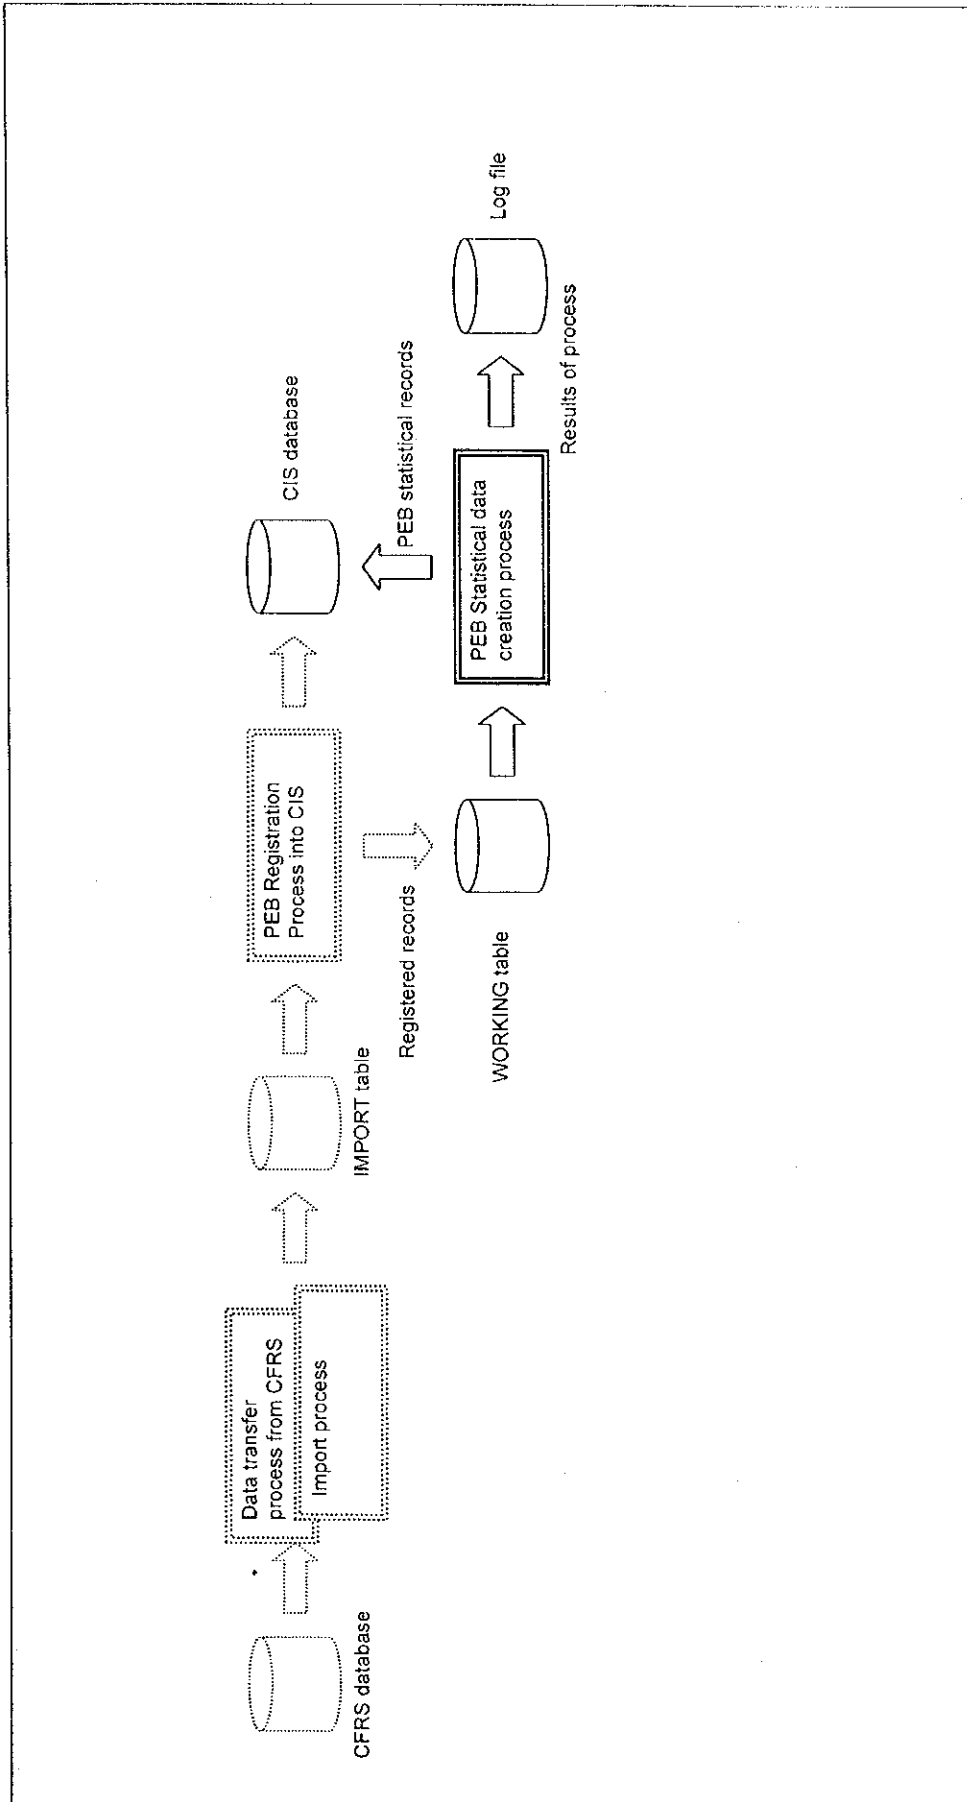 CFRS database
Data transfer
process from CFRS
Import process
IMPORT table
PEB Registration
Process into CIS
CIS database
Registered records
WORKING table
PEB Statistical data
creation process
PEB statistical records
Results of process
Log file